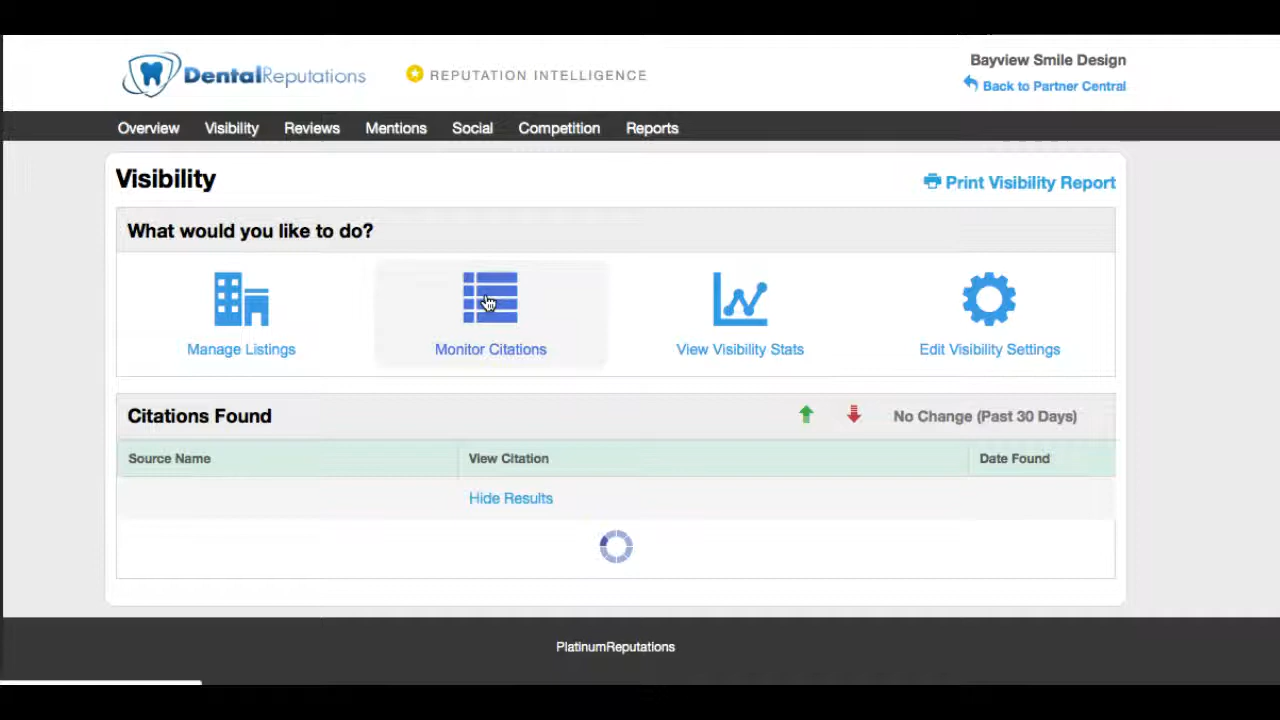 DentalReputations
REPUTATION INTELLIGENCE
Bayview Smile Design
Back to Partner Central
Overview Visibility Reviews Mentions Social Competition Reports
Visibility
Print Visibility Report
What would you like to do?
Manage Listings Monitor Citations View Visibility Stats Edit Visibility Settings
Citations Found
No Change (Past 30 Days)
Source Name View Citation Date Found
Hide Results
PlatinumReputations